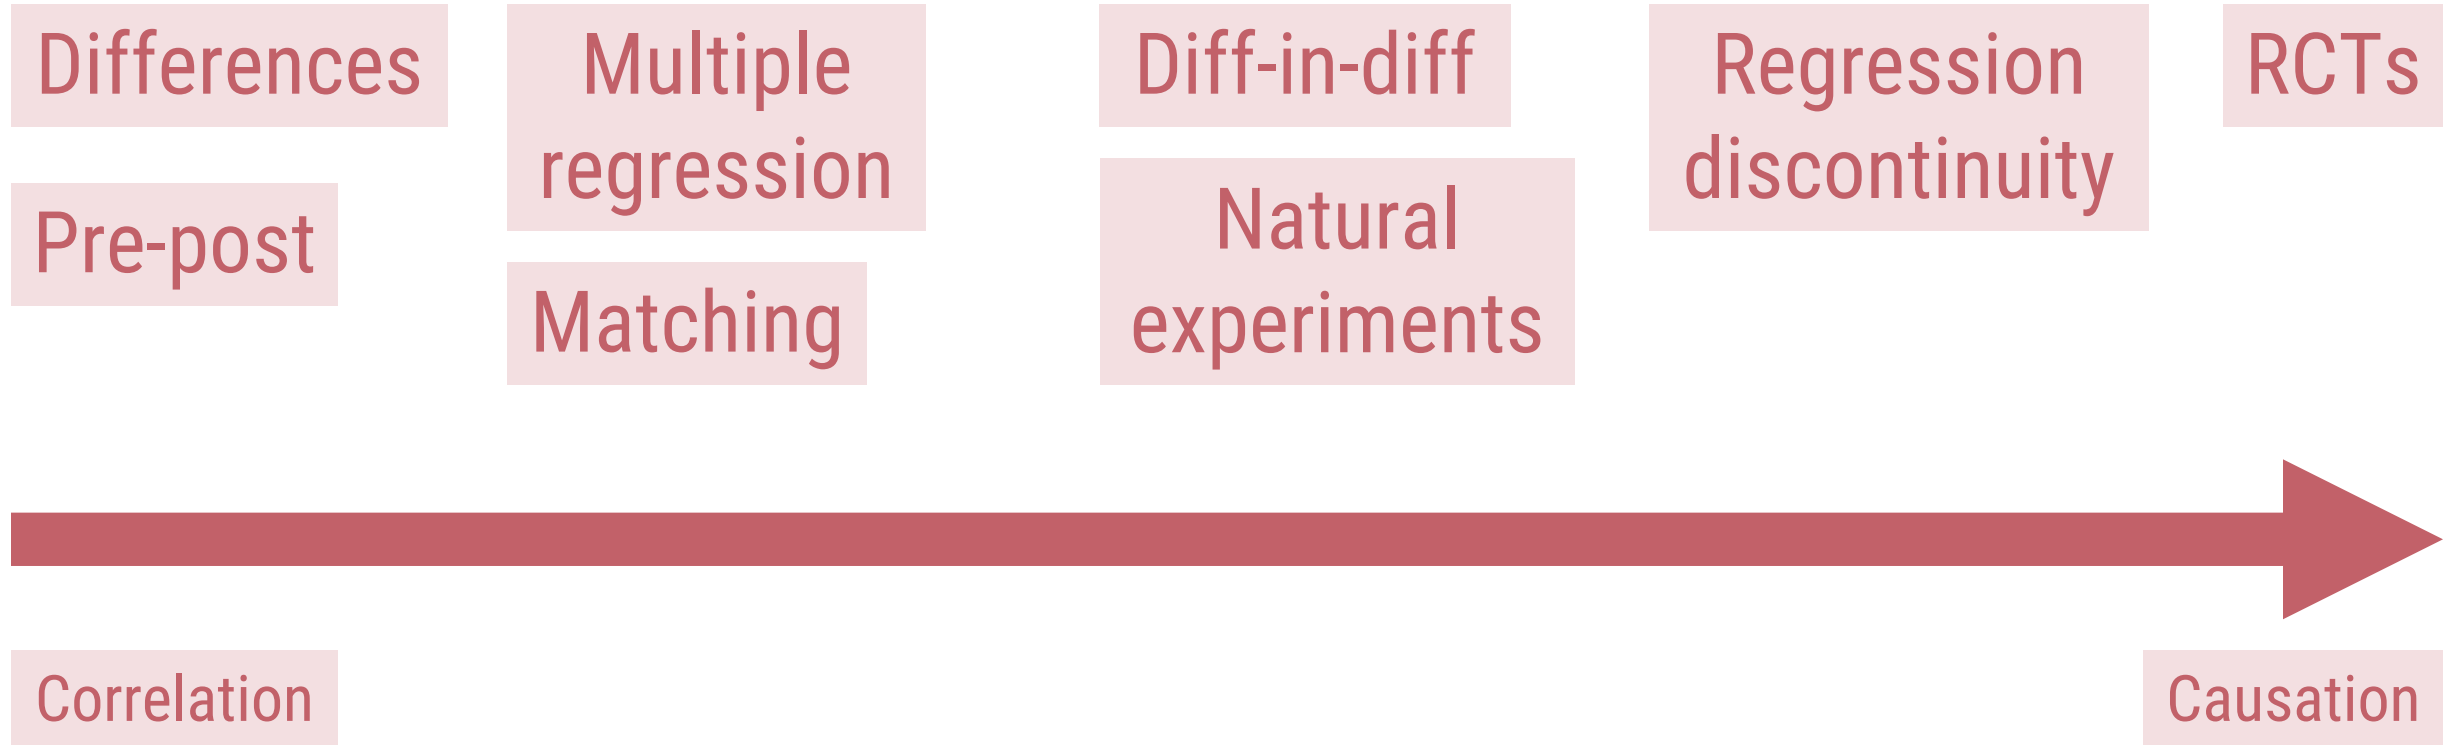 Differences
Pre-post
Multiple
regression
Matching
Diff-in-diff
Natural
experiments
Regression
discontinuity
RCTs
Correlation
Causation